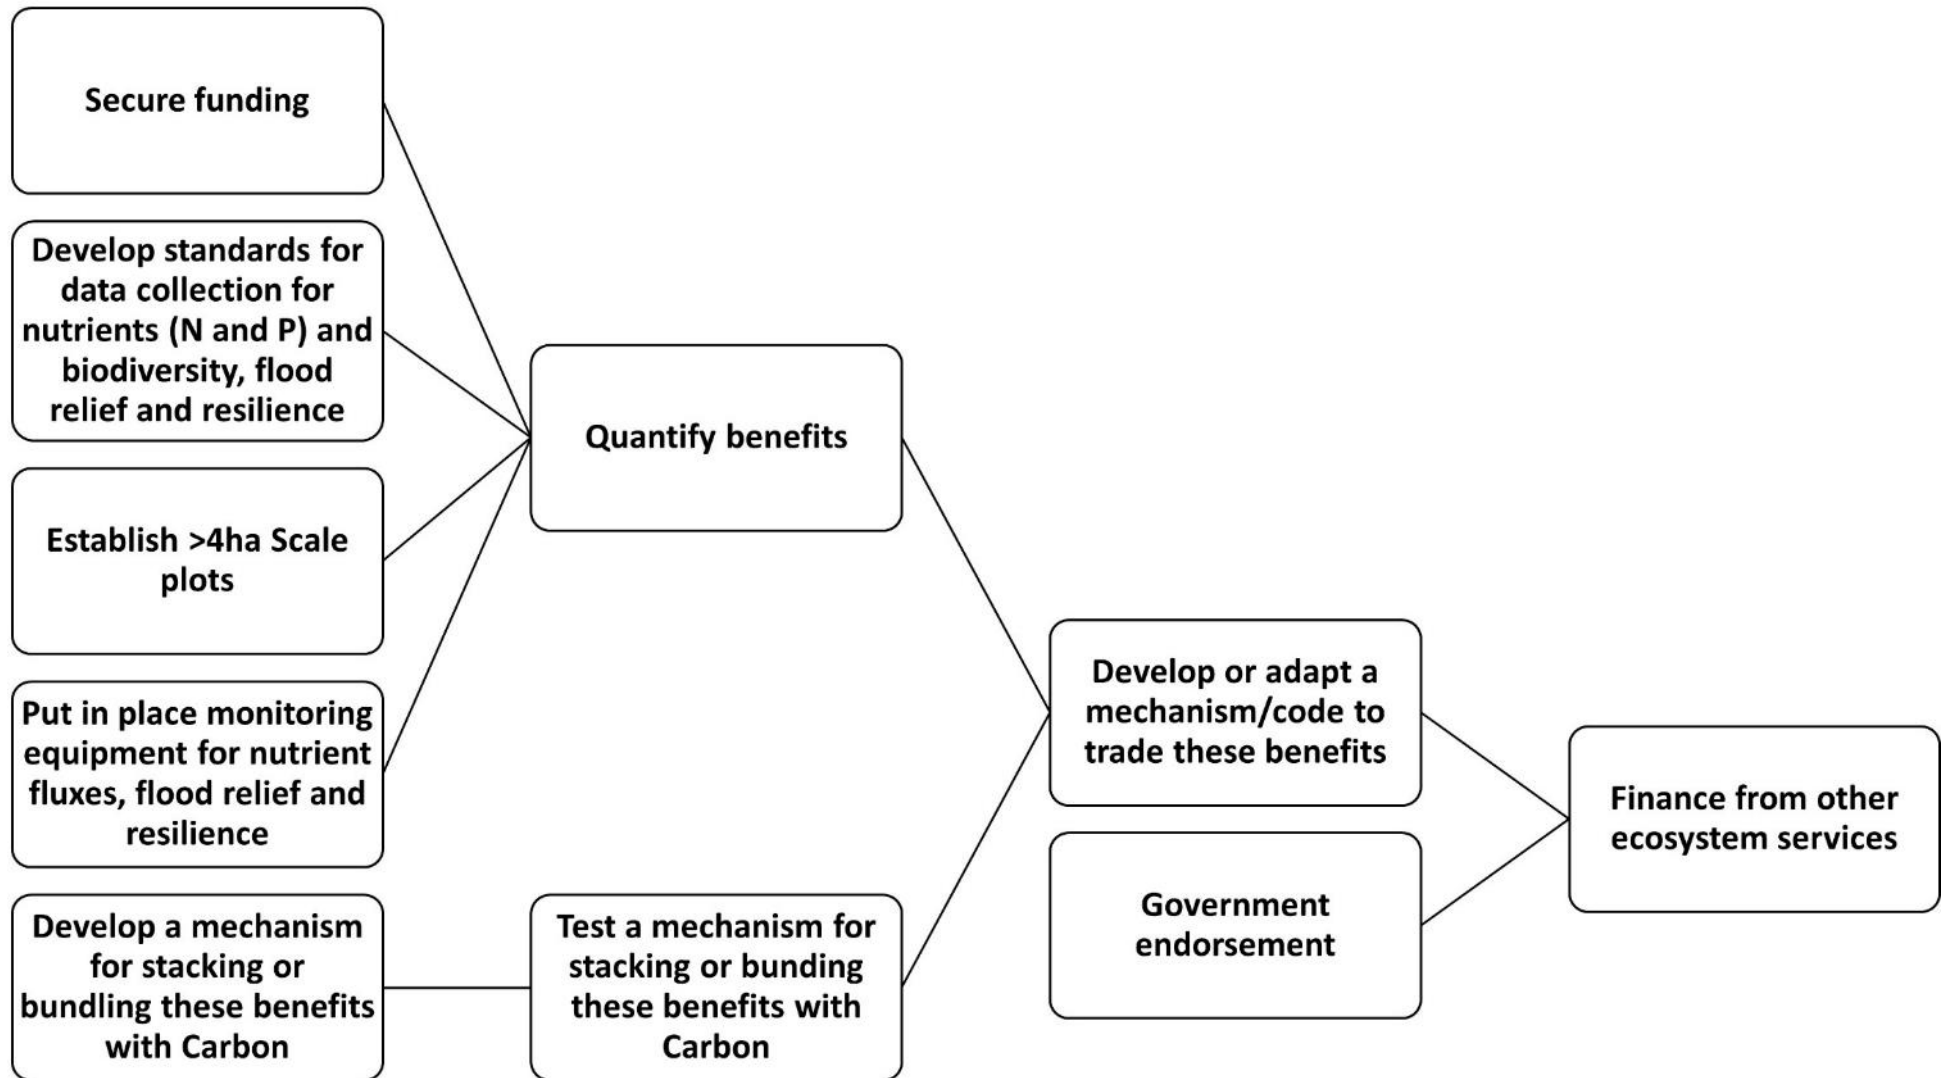 Secure funding
Develop standards for
data collection for
nutrients (N and P) and
biodiversity, flood
relief and resilience
Establish >4ha Scale
plots
Put in place monitoring
equipment for nutrient
fluxes, flood relief and
resilience
Develop a mechanism
for stacking or
bundling these benefits
with Carbon
Quantify benefits
Test a mechanism for
stacking or bunding
these benefits with
Carbon
Develop or adapt a
mechanism/code to
trade these benefits
Government
endorsement
Finance from other
ecosystem services